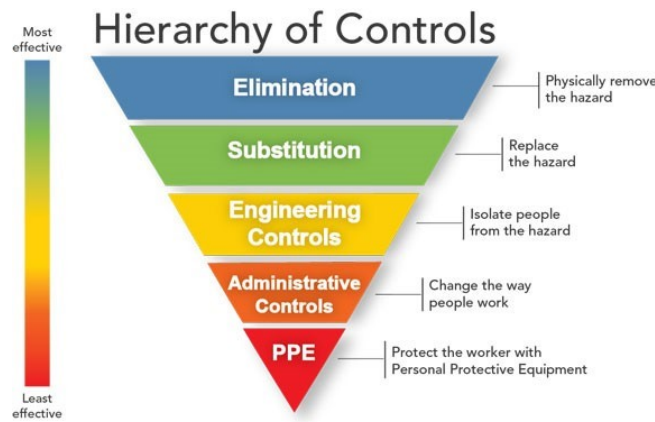 Hierarchy of Controls
Most
effective
Elimination
Physically remove
the hazard
Substitution
Replace
the hazard
Engineering
Controls
Isolate people
from the hazard
Administrative
Controls
Change the way
people work
PPE
Protect the worker with
Personal Protective Equipment
Least
effective